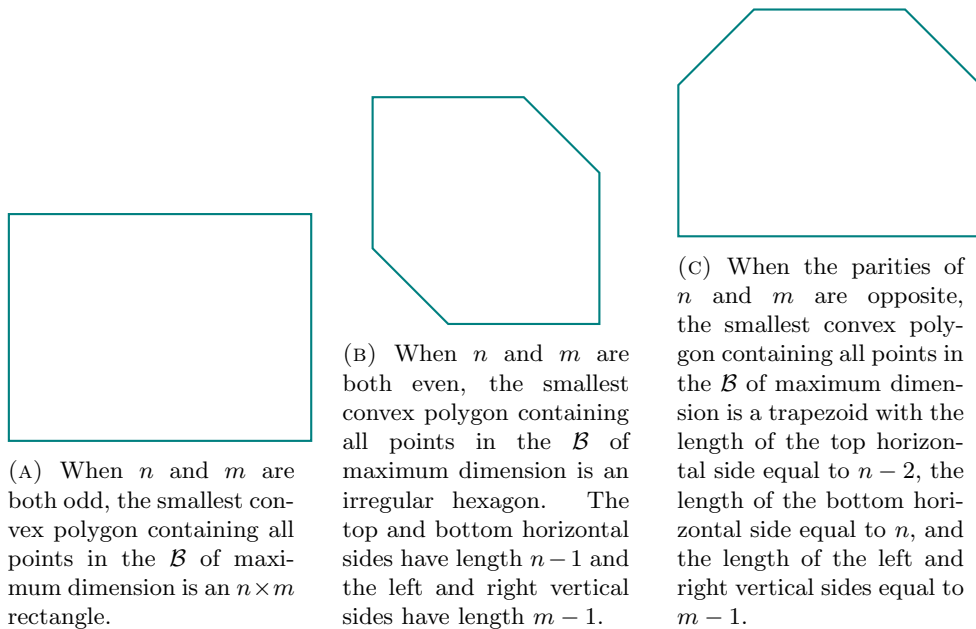 (A) When n and m are
both odd, the smallest con-
vex polygon containing all
points in the ℬ of maxi-
mum dimension is an n×m
rectangle.
(B) When n and m are
both even, the smallest
convex polygon containing
all points in the ℬ of
maximum dimension is an
irregular hexagon. The
top and bottom horizontal
sides have length n−1 and
the left and right vertical
sides have length m − 1.
(C) When the parities of
n and m are opposite,
the smallest convex poly-
gon containing all points in
the ℬ of maximum dimen-
sion is a trapezoid with the
length of the top horizon-
tal side equal to n − 2, the
length of the bottom hori-
zontal side equal to n, and
the length of the left and
right vertical sides equal to
m − 1.